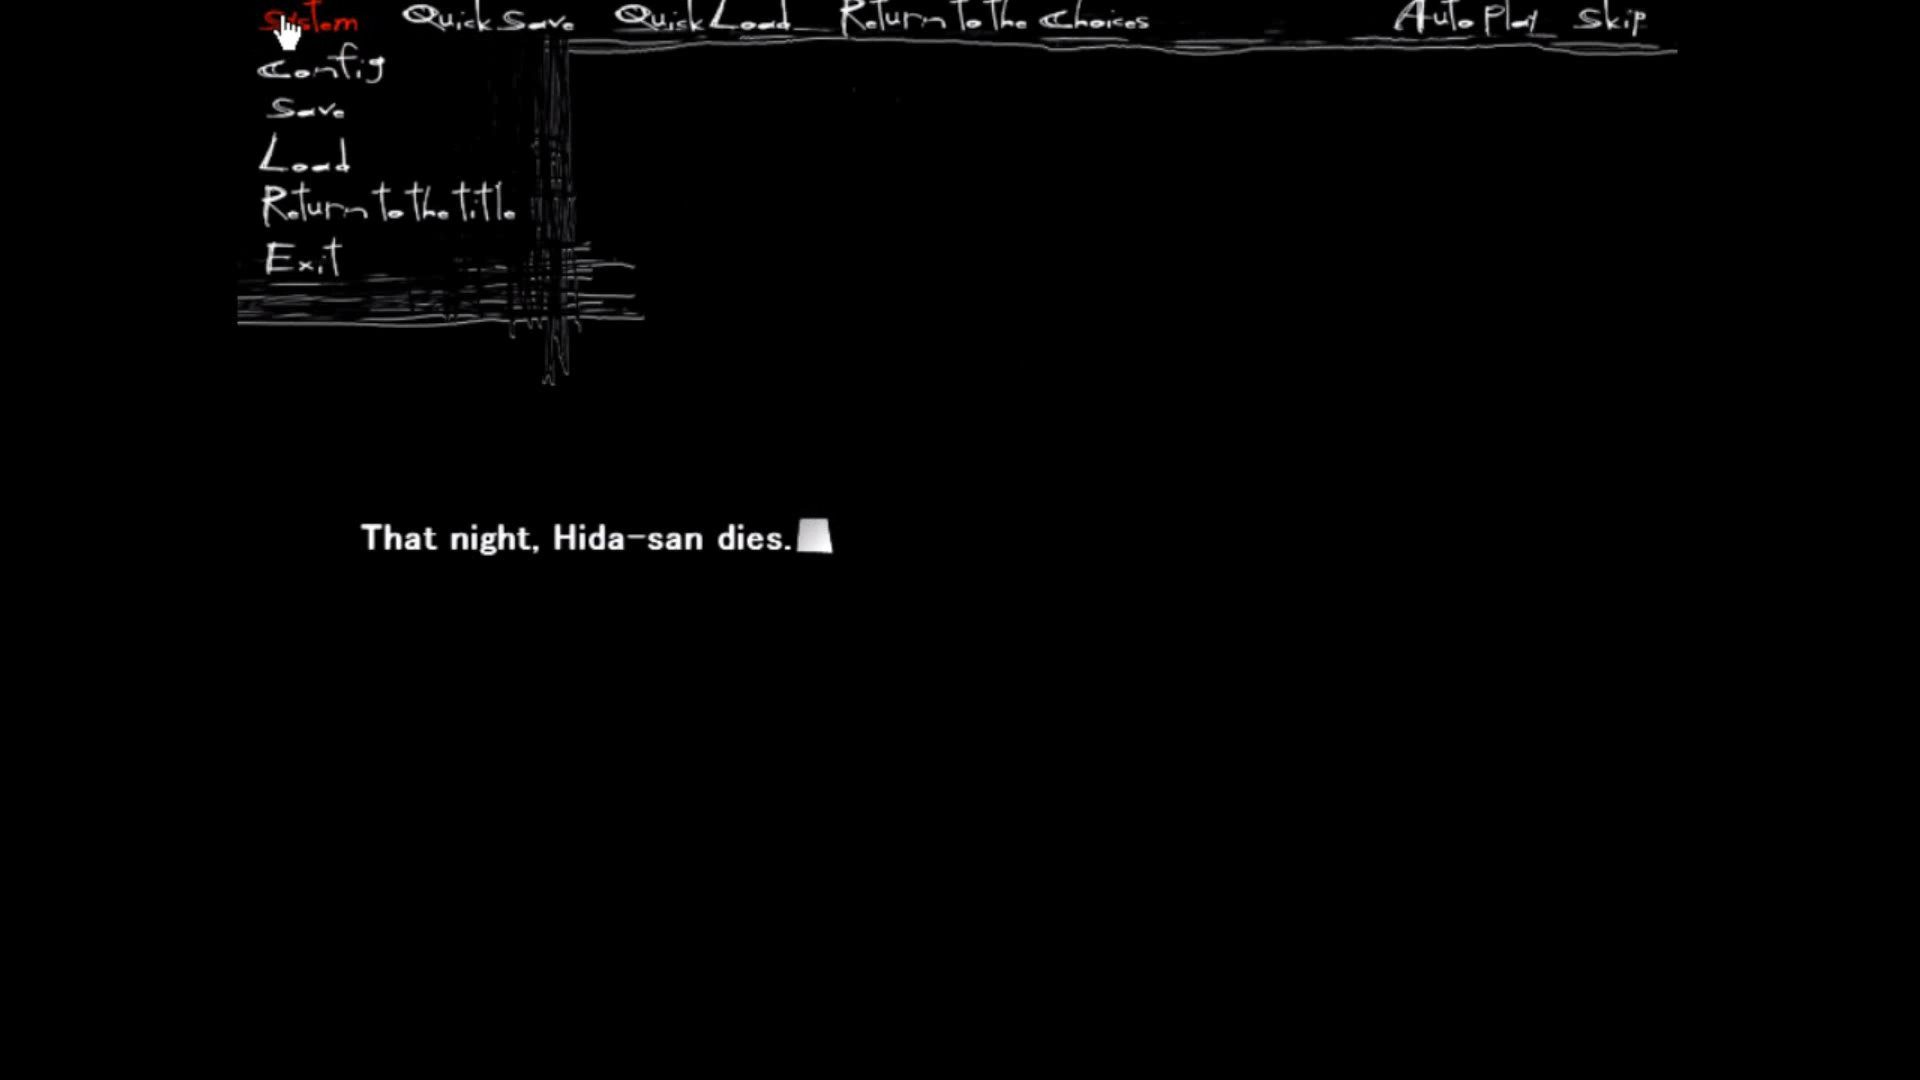 System Quick Save Quick Load Return to the Choices Auto Play Skip
Config
Save
Load
Return to the title
Exit
That night, Hida-san dies.